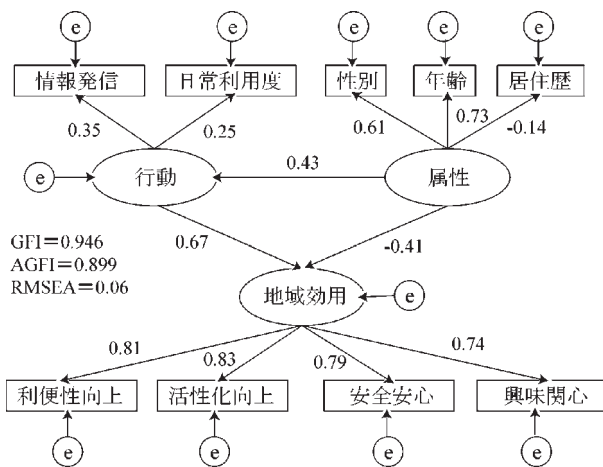 e e e e e
情報発信 日常利用度 性別 年齢 居住歴
0.35 0.25 0.61 0.73 -0.14
e 行動 0.43 属性
GFI＝0.946
AGFI＝0.899
RMSEA＝0.06
0.67 -0.41
地域効用 e
0.81 0.83 0.79 0.74
利便性向上 活性化向上 安全安心 興味関心
e e e e